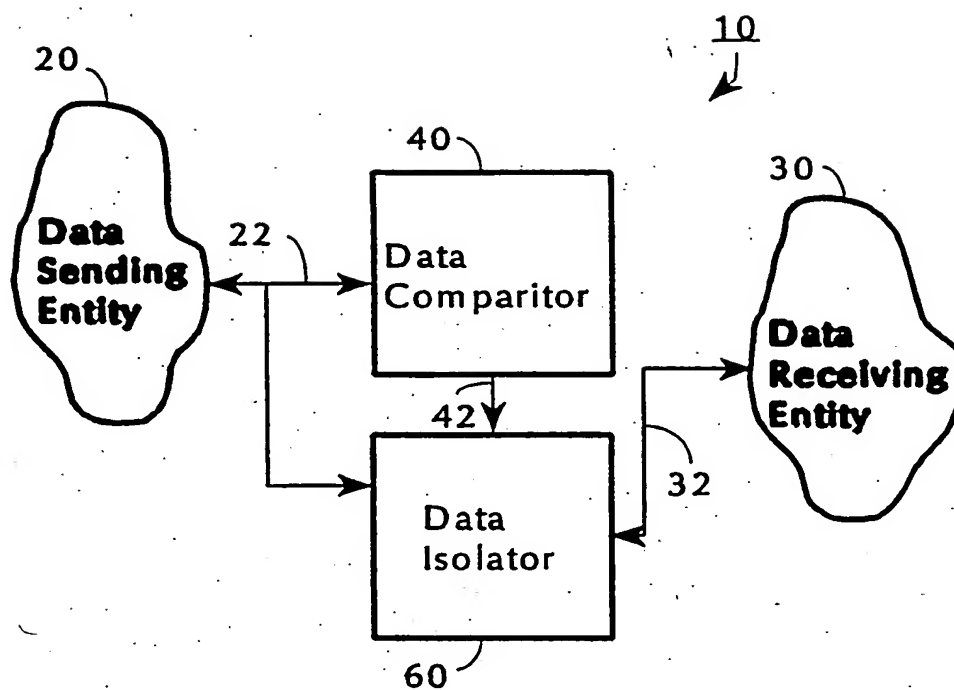 10
20
40
30
22
Data
Sending
Entity
Data
Comparitor
Data
Receiving
Entity
42
32
Data
Isolator
60